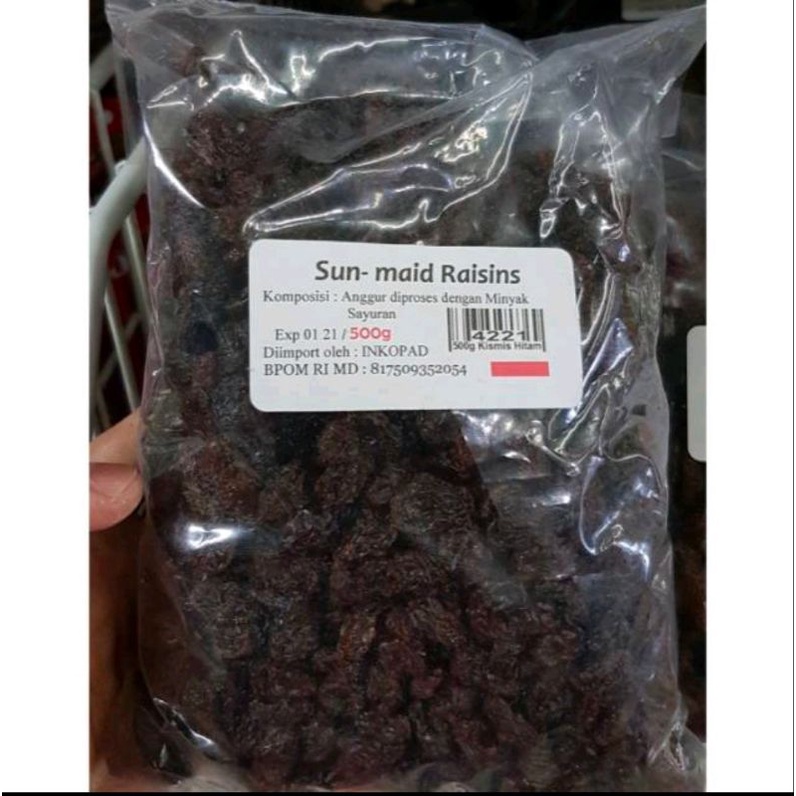 Sun- maid Raisins
Komposisi : Anggur diproses dengan Minyak
Sayuran
Exp 01 21 / 500g
4221
500g Kismis Hitam
Diimport oleh : INKOPAD
BPOM RI MD : 817509352054